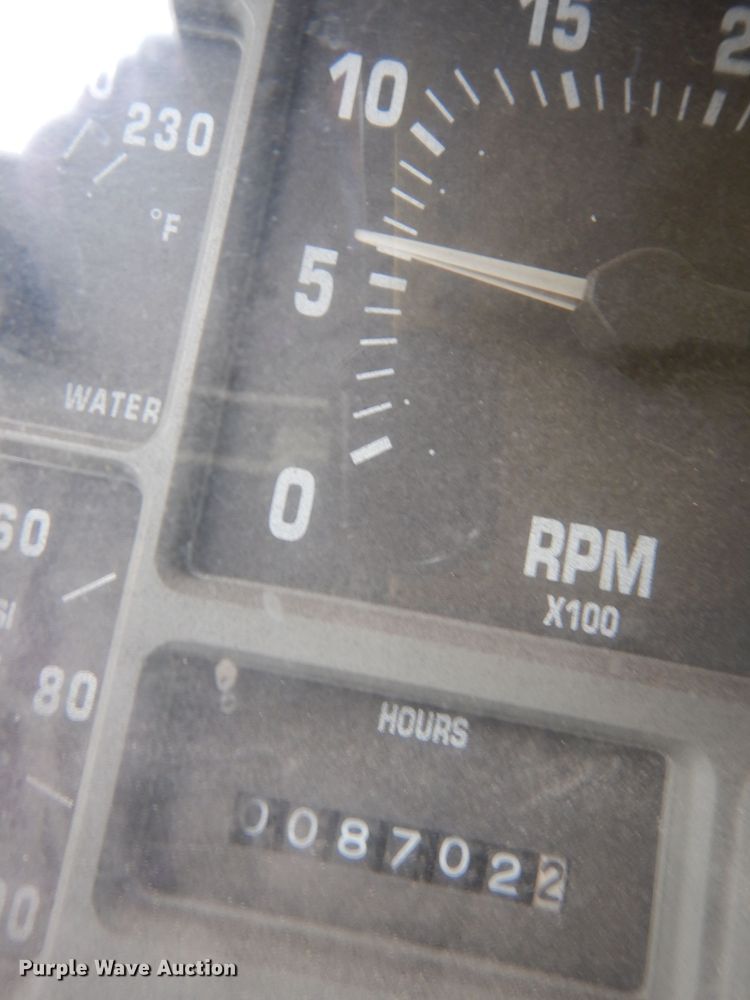 15
10
230
°F
5
WATER
0
60
RPM
X100
80
HOURS
0087022
Purple Wave Auction